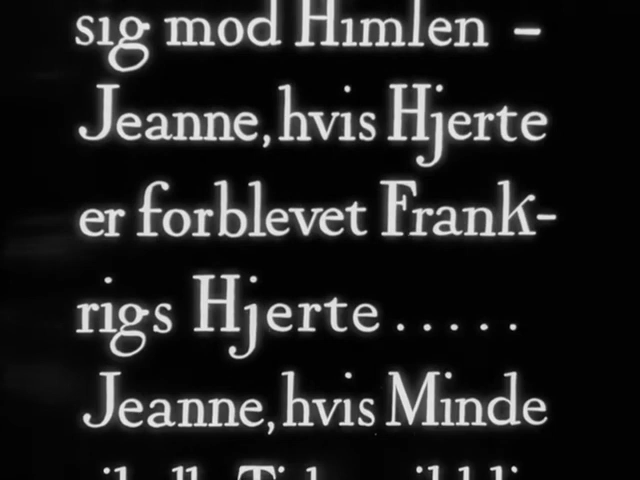 sig mod Himlen –
Jeanne, hvis Hjerte
er forblevet Frank-
rigs Hjerte.....
Jeanne, hvis Minde